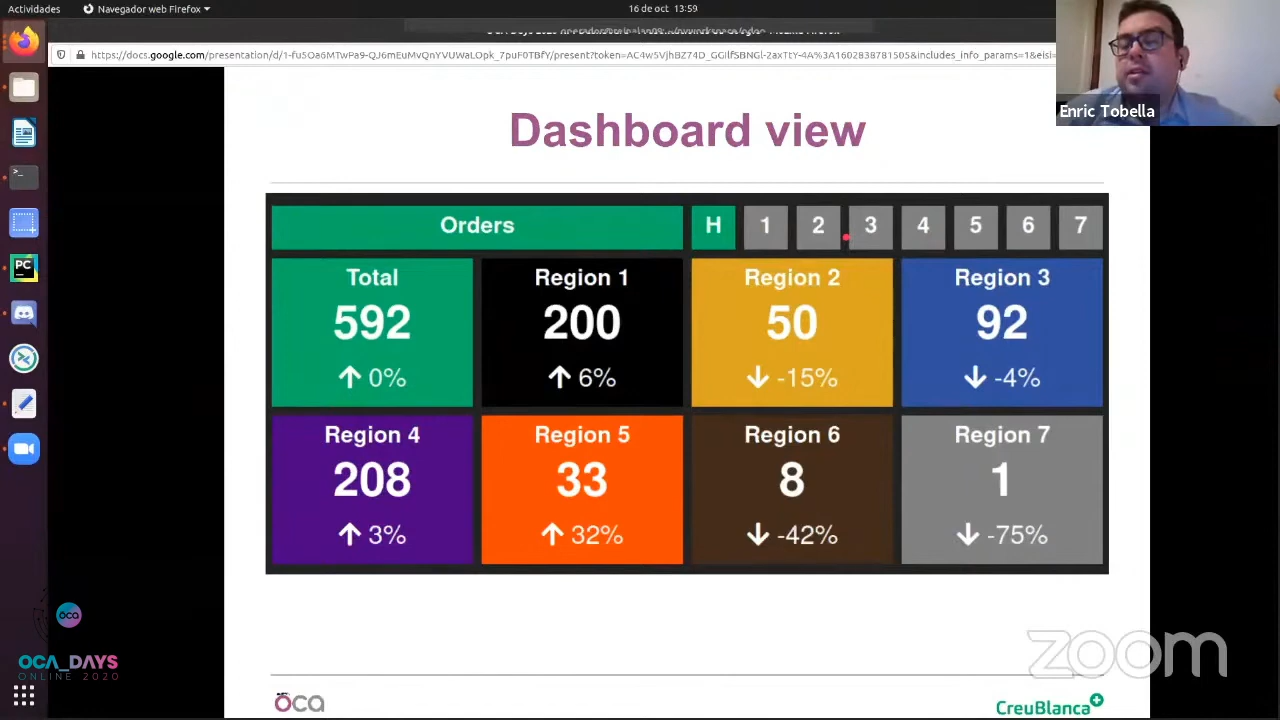 Actividades
Navegador web Firefox
16 de oct 13:59
Enric Tobella
Dashboard view
Orders
H
1
2
3
4
5
6
7
Total
592
0%
Region 1
200
6%
Region 2
50
-15%
Region 3
92
-4%
Region 4
208
3%
Region 5
33
32%
Region 6
8
-42%
Region 7
1
-75%
PC
oca
OCA_DAYS
ONLINE 2020
oca
CreuBlanca
zoom